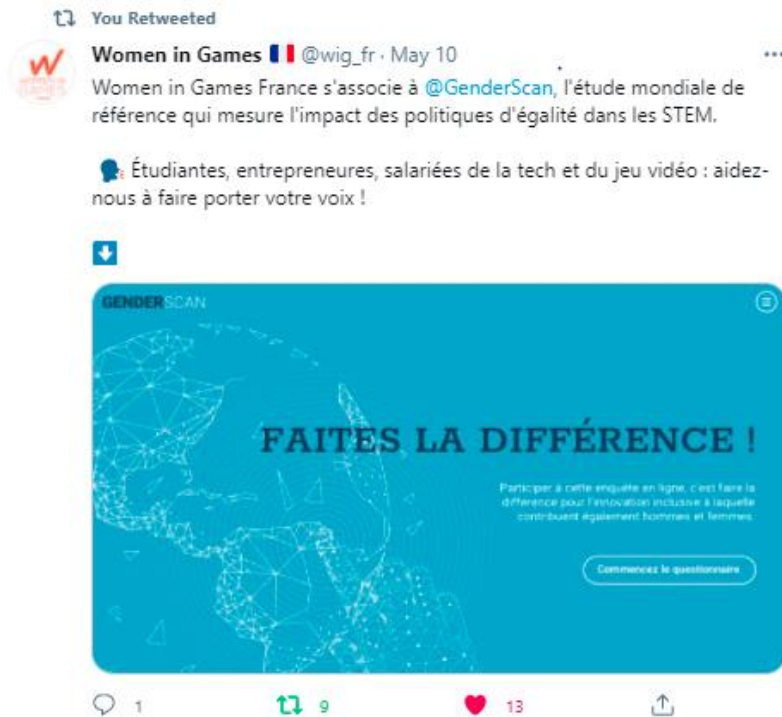 You Retweeted
Women in Games 🇫🇷 @wig_fr · May 10
Women in Games France s'associe à @GenderScan, l'étude mondiale de
référence qui mesure l'impact des politiques d'égalité dans les STEM.
🗣 Étudiantes, entrepreneures, salariées de la tech et du jeu vidéo : aidez-
nous à faire porter votre voix !
⬇
GENDERSCAN
FAITES LA DIFFÉRENCE !
Participer à cette enquête en ligne, c'est faire la
différence pour l'innovation inclusive à laquelle
contribuent également hommes et femmes.
Commencez le questionnaire
1 9 13